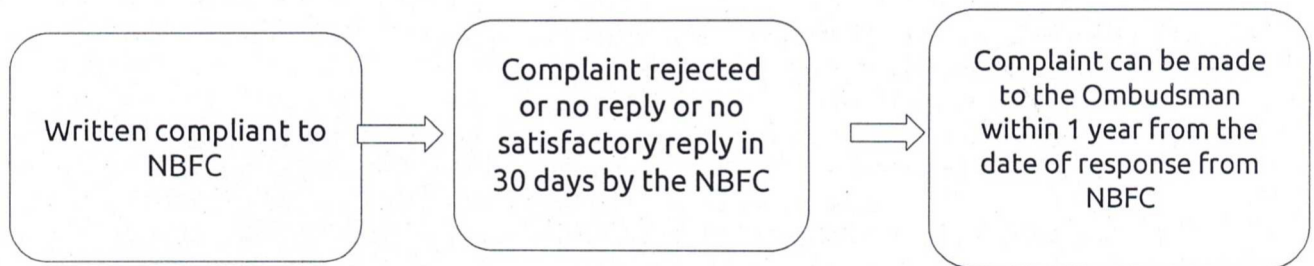 Written compliant to
NBFC
Complaint rejected
or no reply or no
satisfactory reply in
30 days by the NBFC
Complaint can be made
to the Ombudsman
within 1 year from the
date of response from
NBFC